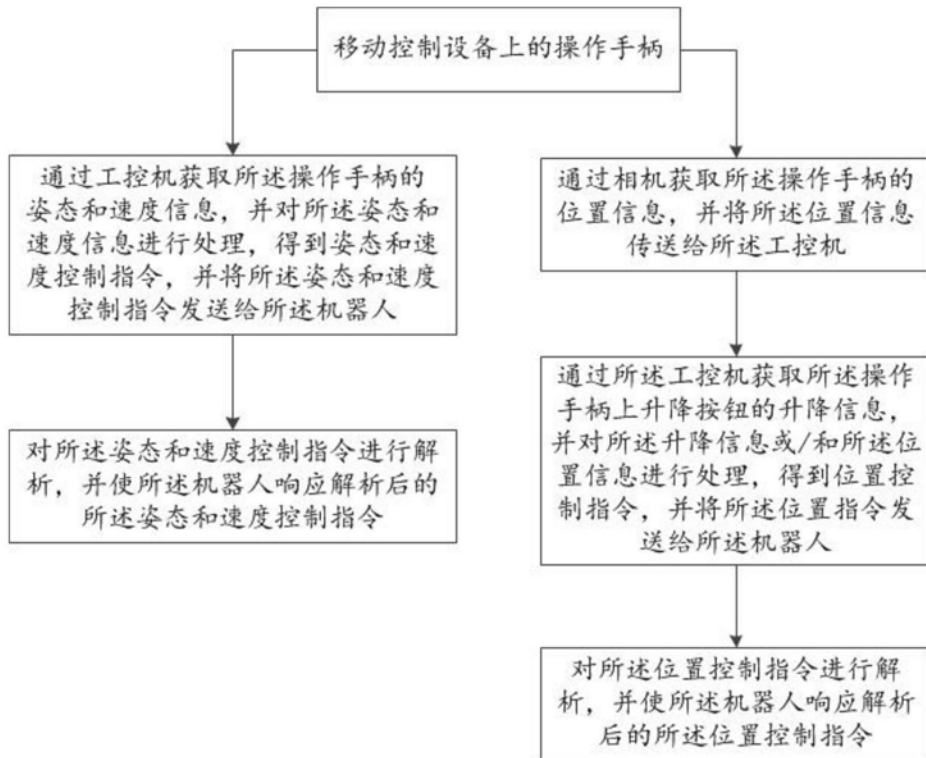 移动控制设备上的操作手柄
通过工控机获取所述操作手柄的
姿态和速度信息，并对所述姿态和
速度信息进行处理，得到姿态和速
度控制指令，并将所述姿态和速度
控制指令发送给所述机器人
对所述姿态和速度控制指令进行解
析，并使所述机器人响应解析后的
所述姿态和速度控制指令
通过相机获取所述操作手柄的
位置信息，并将所述位置信息
传送给所述工控机
通过所述工控机获取所述操作
手柄上升降按钮的升降信息，
并对所述升降信息或/和所述位
置信息进行处理，得到位置控
制指令，并将所述位置指令发
送给所述机器人
对所述位置控制指令进行解
析，并使所述机器人响应解析
后的所述位置控制指令